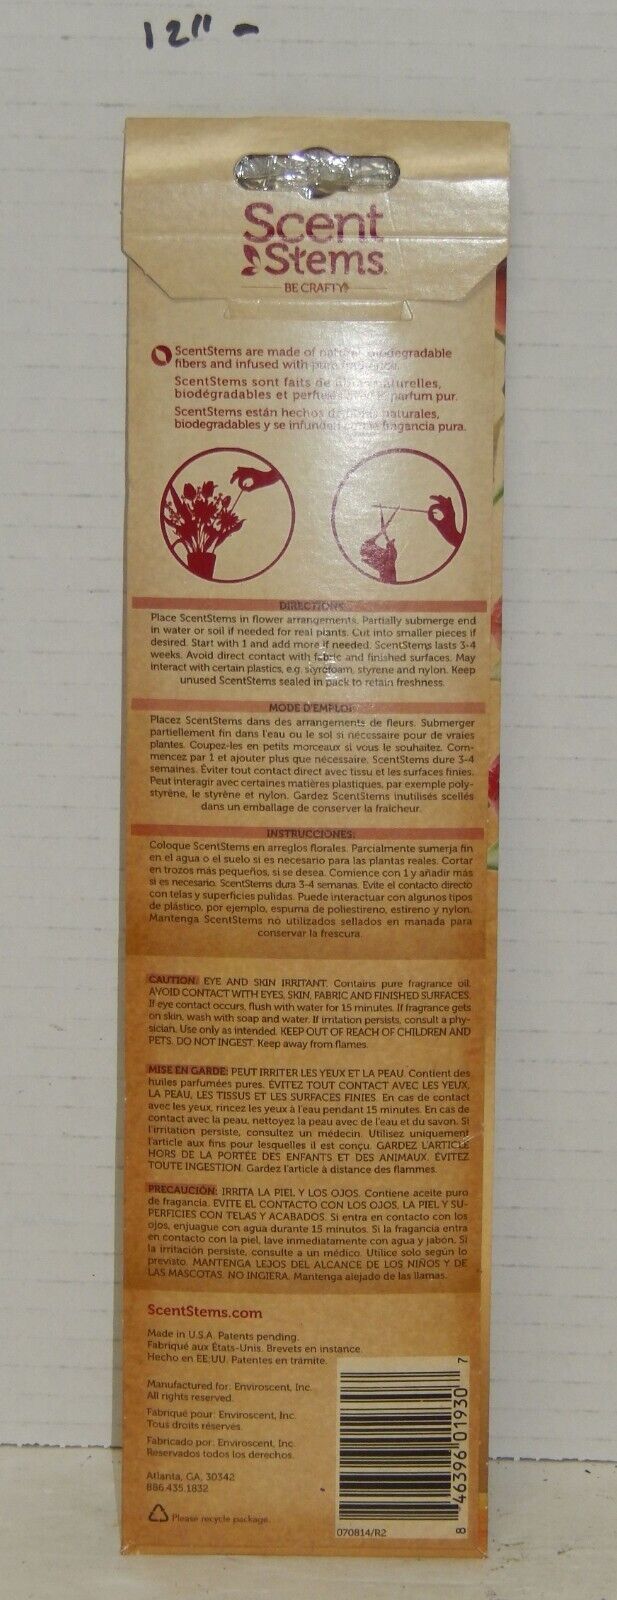 12" -
Scent
Stems
BE CRAFTY
ScentStems are made of natural biodegradable
fibers and infused with pure
ScentStems sont faits de naturelles,
biodégradables et parfum pur.
ScentStems están hechos naturales,
biodegradables y se infunden fragancia pura.
DIRECTIONS
Place ScentStems in flower arrangements. Partially submerge end
in water or soil if needed for real plants. Cut into smaller pieces if
desired. Start with 1 and add more if needed. ScentStems lasts 3-4
weeks. Avoid direct contact with fabric and finished surfaces. May
interact with certain plastics, e.g. styrofoam, styrene and nylon. Keep
unused ScentStems sealed in pack to retain freshness.
MODE D'EMPLOI:
Placez ScentStems dans des arrangements de fleurs. Submerger
partiellement fin dans l'eau ou le sol si nécessaire pour de vraies
plantes. Coupez-les en petits morceaux si vous le souhaitez. Com-
mencez par 1 et ajouter plus que nécessaire. ScentStems dure 3-4
semaines. Éviter tout contact direct avec tissu et les surfaces finies.
Peut interagir avec certaines matières plastiques, par exemple poly-
styrène, le styrène et nylon. Gardez ScentStems inutilisés scellés
dans un emballage de conserver la fraîcheur.
INSTRUCCIONES:
Coloque ScentStems en arreglos florales. Parcialmente sumerja fin
en el agua o el suelo si es necesario para las plantas reales. Cortar
en trozos más pequeños, si se desea. Comience con 1 y añadir más
si es necesario. ScentStems dura 3-4 semanas. Evite el contacto directo
con telas y superficies pulidas. Puede interactuar con algunos tipos
de plástico, por ejemplo, espuma de poliestireno, estireno y nylon.
Mantenga ScentStems no utilizados sellados en manada para
conservar la frescura.
CAUTION: EYE AND SKIN IRRITANT. Contains pure fragrance oil.
AVOID CONTACT WITH EYES, SKIN, FABRIC AND FINISHED SURFACES.
If eye contact occurs, flush with water for 15 minutes. If fragrance gets
on skin, wash with soap and water. If irritation persists, consult a phy-
sician. Use only as intended. KEEP OUT OF REACH OF CHILDREN AND
PETS. DO NOT INGEST. Keep away from flames.
MISE EN GARDE: PEUT IRRITER LES YEUX ET LA PEAU. Contient des
huiles parfumées pures. ÉVITEZ TOUT CONTACT AVEC LES YEUX,
LA PEAU, LES TISSUS ET LES SURFACES FINIES. En cas de contact
avec les yeux, rincez les yeux à l'eau pendant 15 minutes. En cas de
contact avec la peau, nettoyez la peau avec de l'eau et du savon. Si
l'irritation persiste, consultez un médecin. Utilisez uniquement
l'article aux fins pour lesquelles il est conçu. GARDEZ L'ARTICLE
HORS DE LA PORTÉE DES ENFANTS ET DES ANIMAUX. ÉVITEZ
TOUTE INGESTION. Gardez l'article à distance des flammes.
PRECAUCIÓN: IRRITA LA PIEL Y LOS OJOS. Contiene aceite puro
de fragancia. EVITE EL CONTACTO CON LOS OJOS, LA PIEL Y SU-
PERFICIES CON TELAS Y ACABADOS. Si entra en contacto con los
ojos, enjuague con agua durante 15 minutos. Si la fragancia entra
en contacto con la piel, lave inmediatamente con agua y jabón. Si
la irritación persiste, consulte a un médico. Utilice solo según lo
previsto. MANTENGA LEJOS DEL ALCANCE DE LOS NIÑOS Y DE
LAS MASCOTAS. NO INGIERA. Mantenga alejado de las llamas.
ScentStems.com
Made in U.S.A. Patents pending.
Fabriqué aux États-Unis. Brevets en instance.
Hecho en EE.UU. Patentes en trámite.
Manufactured for: Enviroscent, Inc.
All rights reserved.
Fabriqué pour: Enviroscent, Inc.
Tous droits réservés.
Fabricado por: Enviroscent, Inc.
Reservados todos los derechos.
Atlanta, GA. 30342
886.435.1832
Please recycle package.
070814/R2
8 46396 01930 7